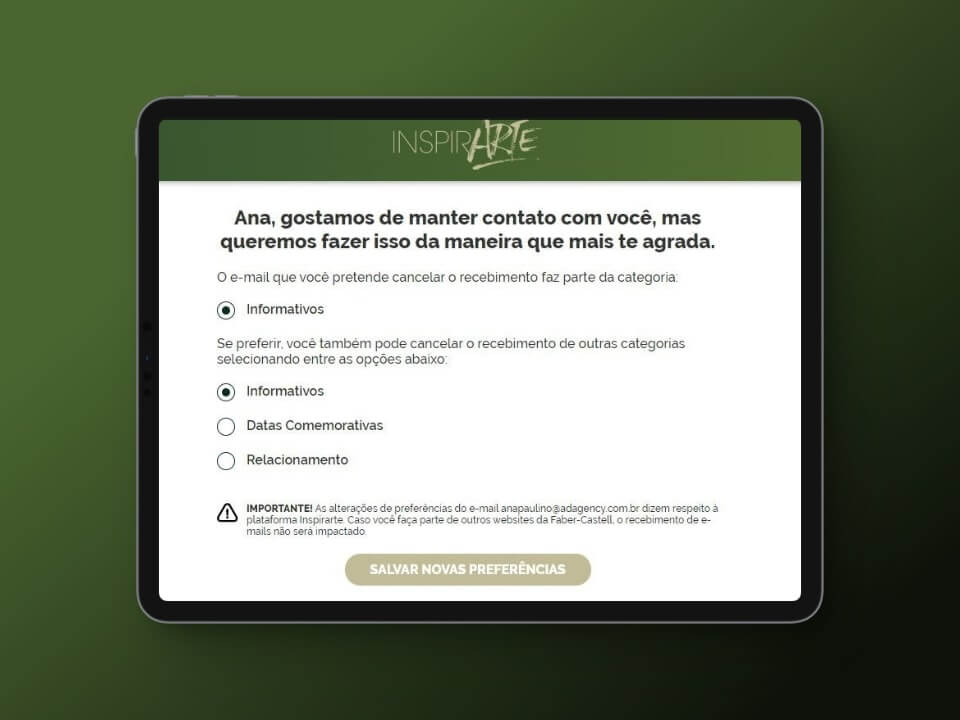 INSPIRARTE
Ana, gostamos de manter contato com você, mas
queremos fazer isso da maneira que mais te agrada.
O e-mail que você pretende cancelar o recebimento faz parte da categoria:
Informativos
Se preferir, você também pode cancelar o recebimento de outras categorias
selecionando entre as opções abaixo:
Informativos
Datas Comemorativas
Relacionamento
IMPORTANTE! As alterações de preferências do e-mail anapaulino@adagency.com.br dizem respeito à
plataforma Inspirarte. Caso você faça parte de outros websites da Faber-Castell, o recebimento de e-
mails não será impactado.
SALVAR NOVAS PREFERÊNCIAS